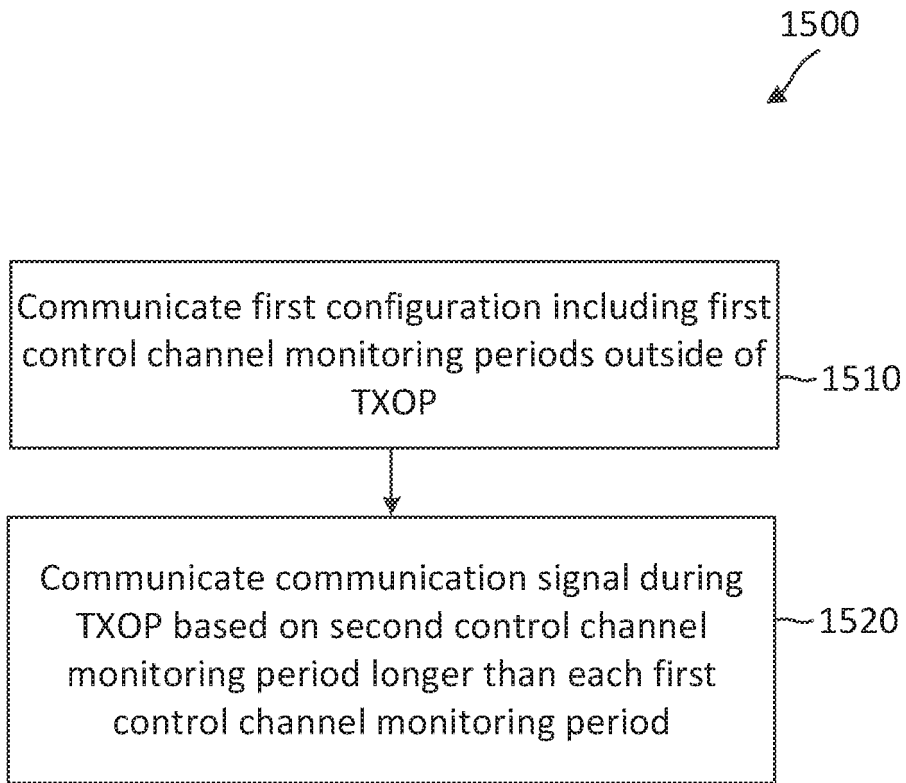 1500
Communicate first configuration including first
control channel monitoring periods outside of
TXOP
1510
Communicate communication signal during
TXOP based on second control channel
monitoring period longer than each first
control channel monitoring period
1520